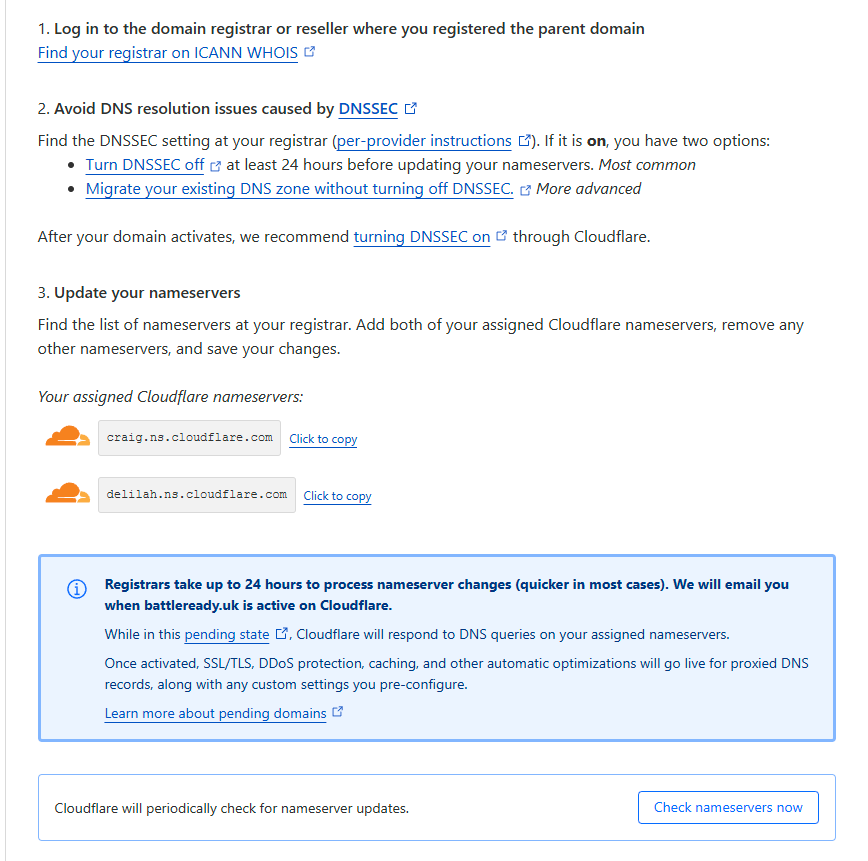 1. Log in to the domain registrar or reseller where you registered the parent domain
Find your registrar on ICANN WHOIS
2. Avoid DNS resolution issues caused by DNSSEC
Find the DNSSEC setting at your registrar (per-provider instructions). If it is on, you have two options:
• Turn DNSSEC off at least 24 hours before updating your nameservers. Most common
• Migrate your existing DNS zone without turning off DNSSEC. More advanced
After your domain activates, we recommend turning DNSSEC on through Cloudflare.
3. Update your nameservers
Find the list of nameservers at your registrar. Add both of your assigned Cloudflare nameservers, remove any
other nameservers, and save your changes.
Your assigned Cloudflare nameservers:
craig.ns.cloudflare.com Click to copy
delilah.ns.cloudflare.com Click to copy
Registrars take up to 24 hours to process nameserver changes (quicker in most cases). We will email you
when battleready.uk is active on Cloudflare.
While in this pending state, Cloudflare will respond to DNS queries on your assigned nameservers.
Once activated, SSL/TLS, DDoS protection, caching, and other automatic optimizations will go live for proxied DNS
records, along with any custom settings you pre-configure.
Learn more about pending domains
Cloudflare will periodically check for nameserver updates. Check nameservers now